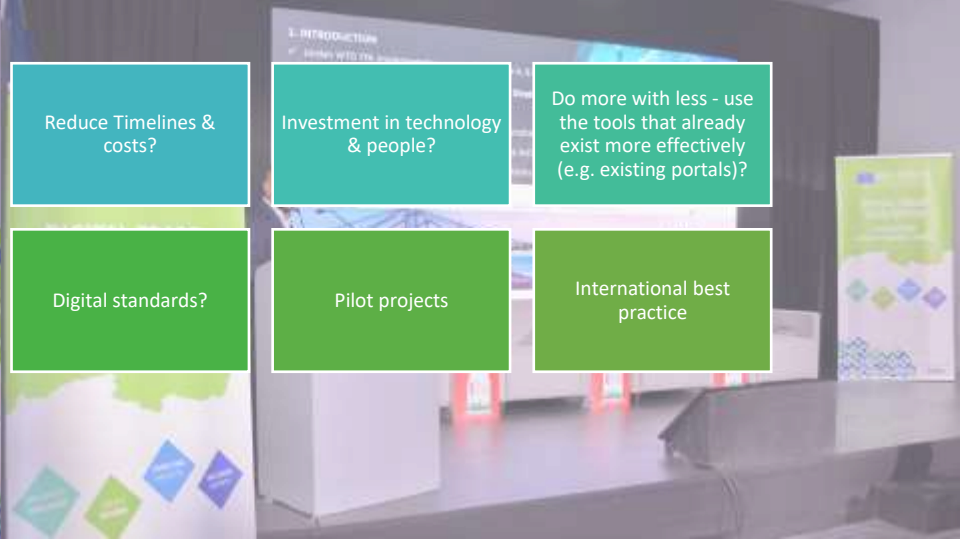 1. INTRODUCTION
Reduce Timelines &
costs?
Investment in technology
& people?
Do more with less - use
the tools that already
exist more effectively
(e.g. existing portals)?
Digital standards?
Pilot projects
International best
practice